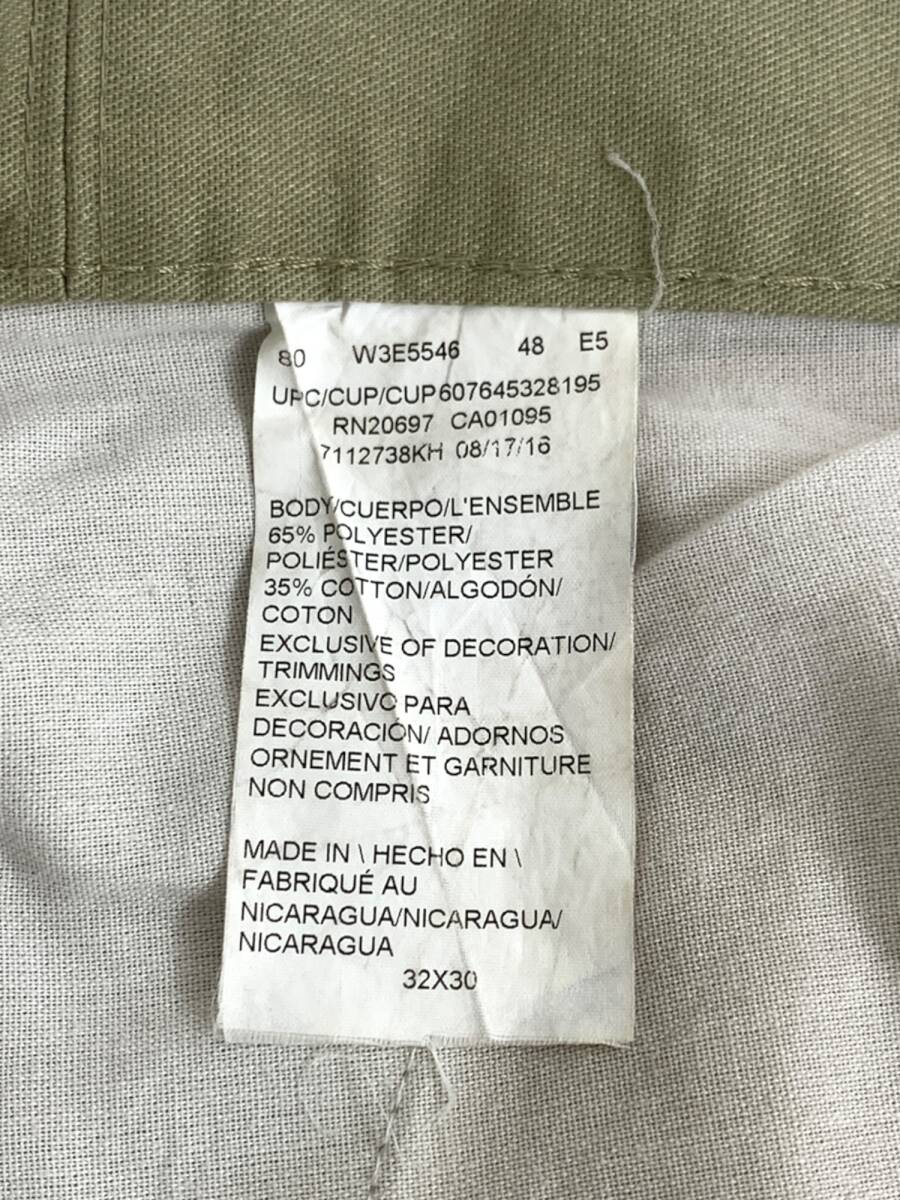 80 W3E5546 48 E5
UPC/CUP/CUP607645328195
RN20697 CA01095
7112738KH 08/17/16
BODY/CUERPO/L'ENSEMBLE
65% POLYESTER/
POLIÉSTER/POLYESTER
35% COTTON/ALGODÓN/
COTON
EXCLUSIVE OF DECORATION/
TRIMMINGS
EXCLUSIVO PARA
DECORACIÓN/ ADORNOS
ORNEMENT ET GARNITURE
NON COMPRIS
MADE IN \ HECHO EN \
FABRIQUÉ AU
NICARAGUA/NICARAGUA/
NICARAGUA
32X30